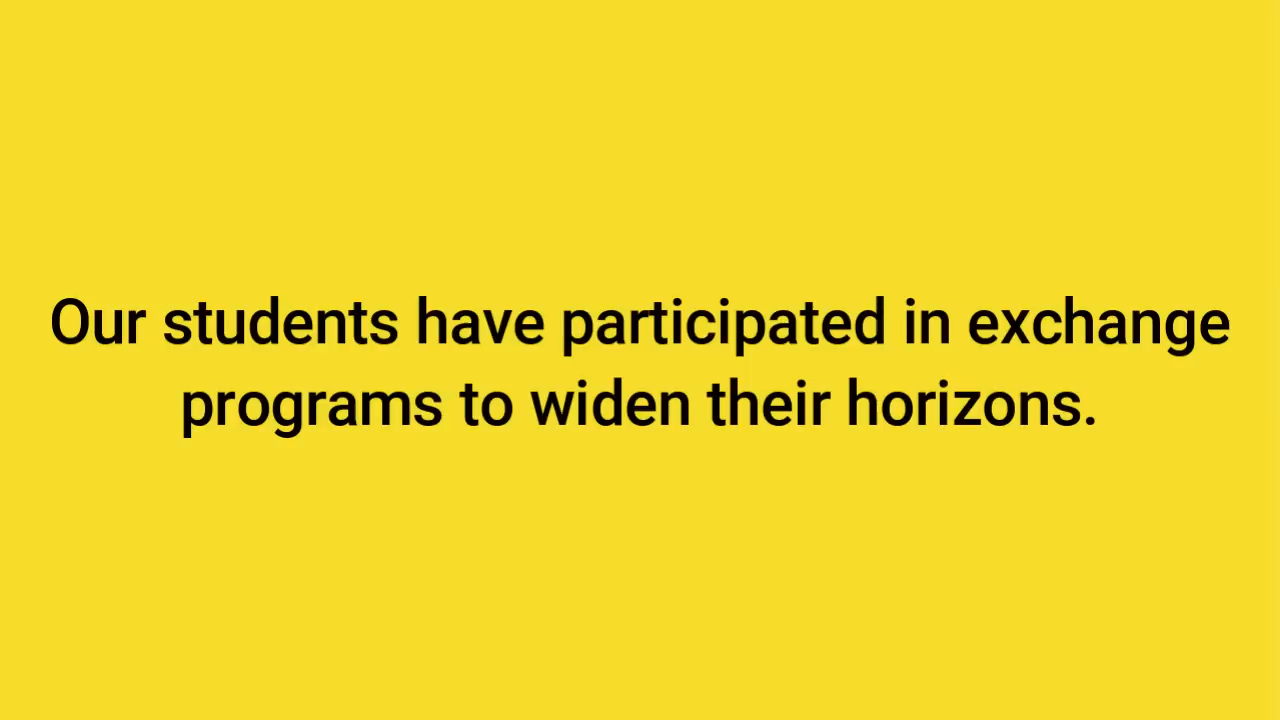 Our students have participated in exchange
programs to widen their horizons.